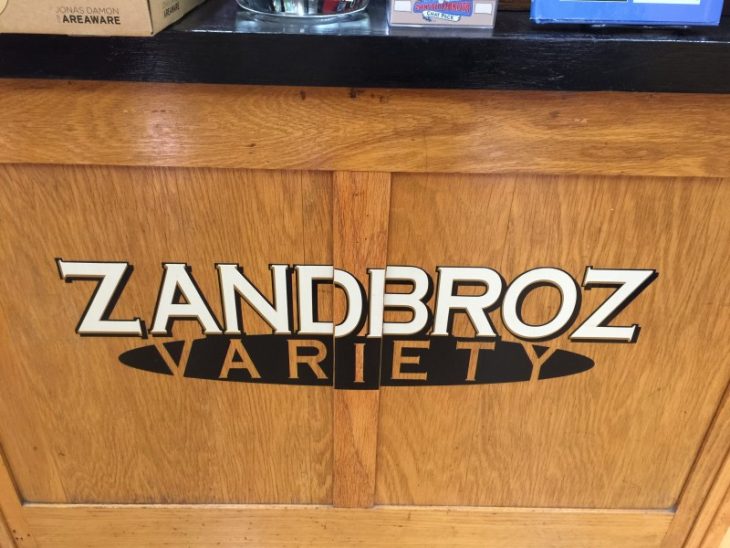 JONAS DAMON
AREAWARE
ZANDBROZ
VARIETY